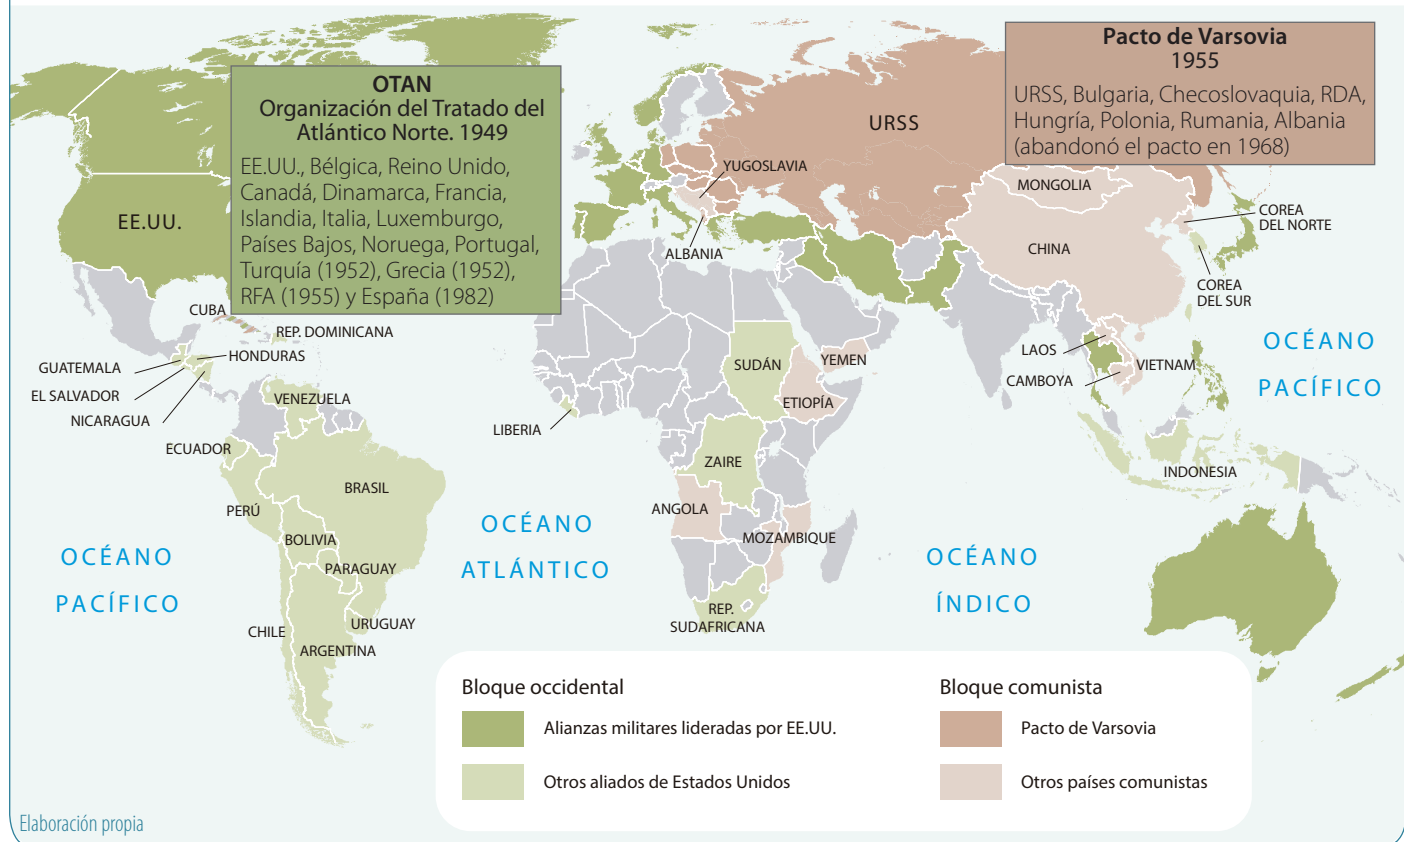 OTAN
Organización del Tratado del
Atlántico Norte. 1949
EE.UU., Bélgica, Reino Unido,
Canadá, Dinamarca, Francia,
Islandia, Italia, Luxemburgo,
Países Bajos, Noruega, Portugal,
Turquía (1952), Grecia (1952),
RFA (1955) y España (1982)
Pacto de Varsovia
1955
URSS, Bulgaria, Checoslovaquia, RDA,
Hungría, Polonia, Rumania, Albania
(abandonó el pacto en 1968)
URSS
YUGOSLAVIA
MONGOLIA
EE.UU.
COREA
DEL NORTE
CHINA
ALBANIA
COREA
DEL SUR
CUBA
REP. DOMINICANA
HONDURAS
GUATEMALA
EL SALVADOR
NICARAGUA
VENEZUELA
ECUADOR
LIBERIA
SUDÁN
YEMEN
ETIOPÍA
LAOS
CAMBOYA
VIETNAM
OCÉANO
PACÍFICO
ZAIRE
INDONESIA
BRASIL
PERÚ
ANGOLA
BOLIVIA
MOZAMBIQUE
PARAGUAY
OCÉANO
PACÍFICO
OCÉANO
ATLÁNTICO
OCÉANO
ÍNDICO
REP.
SUDAFRICANA
CHILE
URUGUAY
ARGENTINA
Bloque occidental
Alianzas militares lideradas por EE.UU.
Otros aliados de Estados Unidos
Bloque comunista
Pacto de Varsovia
Otros países comunistas
Elaboración propia